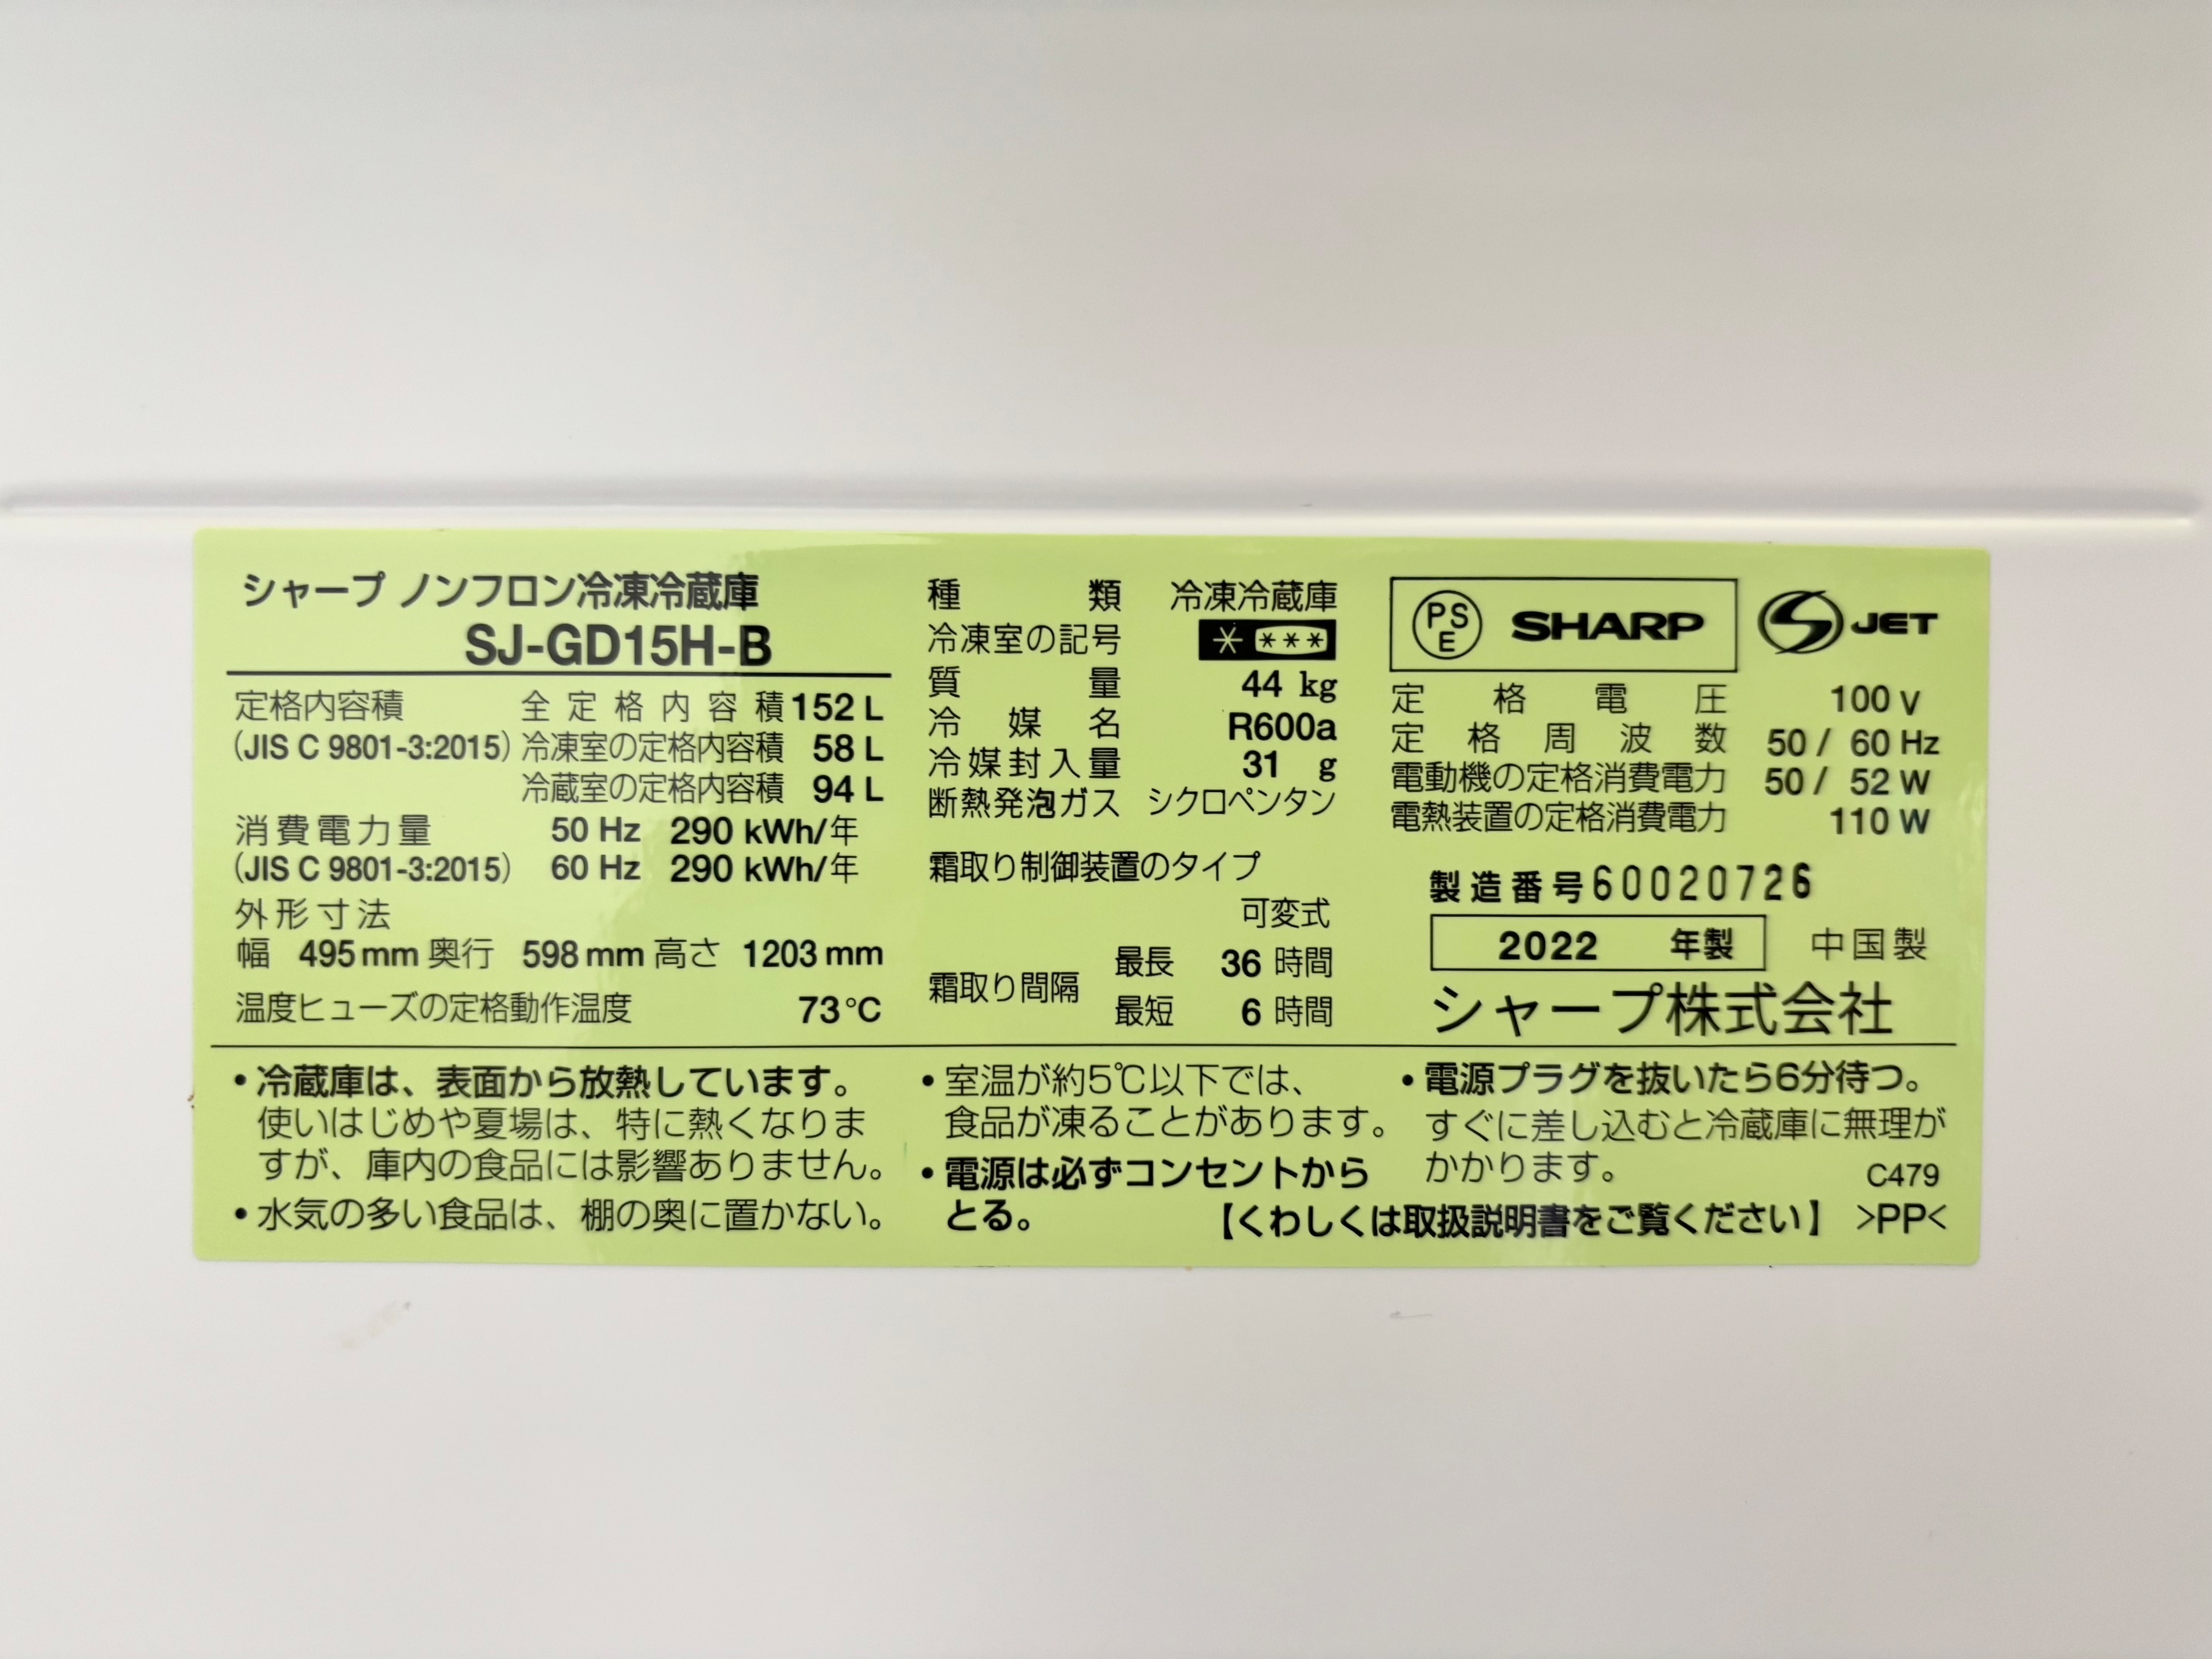 シャープ ノンフロン冷凍冷蔵庫
SJ-GD15H-B
定格内容積 全定格内容積 152 L
(JIS C 9801-3:2015) 冷凍室の定格内容積 58 L
冷蔵室の定格内容積 94 L
消費電力量 50 Hz 290 kWh/年
(JIS C 9801-3:2015) 60 Hz 290 kWh/年
外形寸法
幅 495 mm 奥行 598 mm 高さ 1203 mm
温度ヒューズの定格動作温度 73℃
種類 冷凍冷蔵庫
冷凍室の記号 * ***
質量 44 kg
冷媒名 R600a
冷媒封入量 31 g
断熱発泡ガス シクロペンタン
霜取り制御装置のタイプ
可変式
霜取り間隔 最長 36 時間
最短 6 時間
PS E SHARP JET
定格電圧 100 V
定格周波数 50 / 60 Hz
電動機の定格消費電力 50 / 52 W
電熱装置の定格消費電力 110 W
製造番号 60020726
2022 年製 中国製
シャープ株式会社
・冷蔵庫は、表面から放熱しています。
使いはじめや夏場は、特に熱くなりま
すが、庫内の食品には影響ありません。
・水気の多い食品は、棚の奥に置かない。
・室温が約5℃以下では、
食品が凍ることがあります。
・電源は必ずコンセントから
とる。
・電源プラグを抜いたら6分待つ。
すぐに差し込むと冷蔵庫に無理が
かかります。 C479
【くわしくは取扱説明書をご覧ください】 >PP<